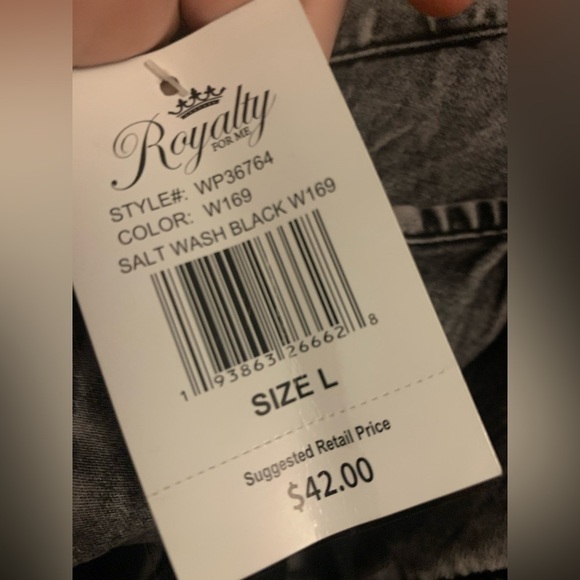 Royalty
FOR ME
STYLE#: WP36764
COLOR: W169
SALT WASH BLACK W169
1 93863 26662 8
SIZE L
Suggested Retail Price
$42.00